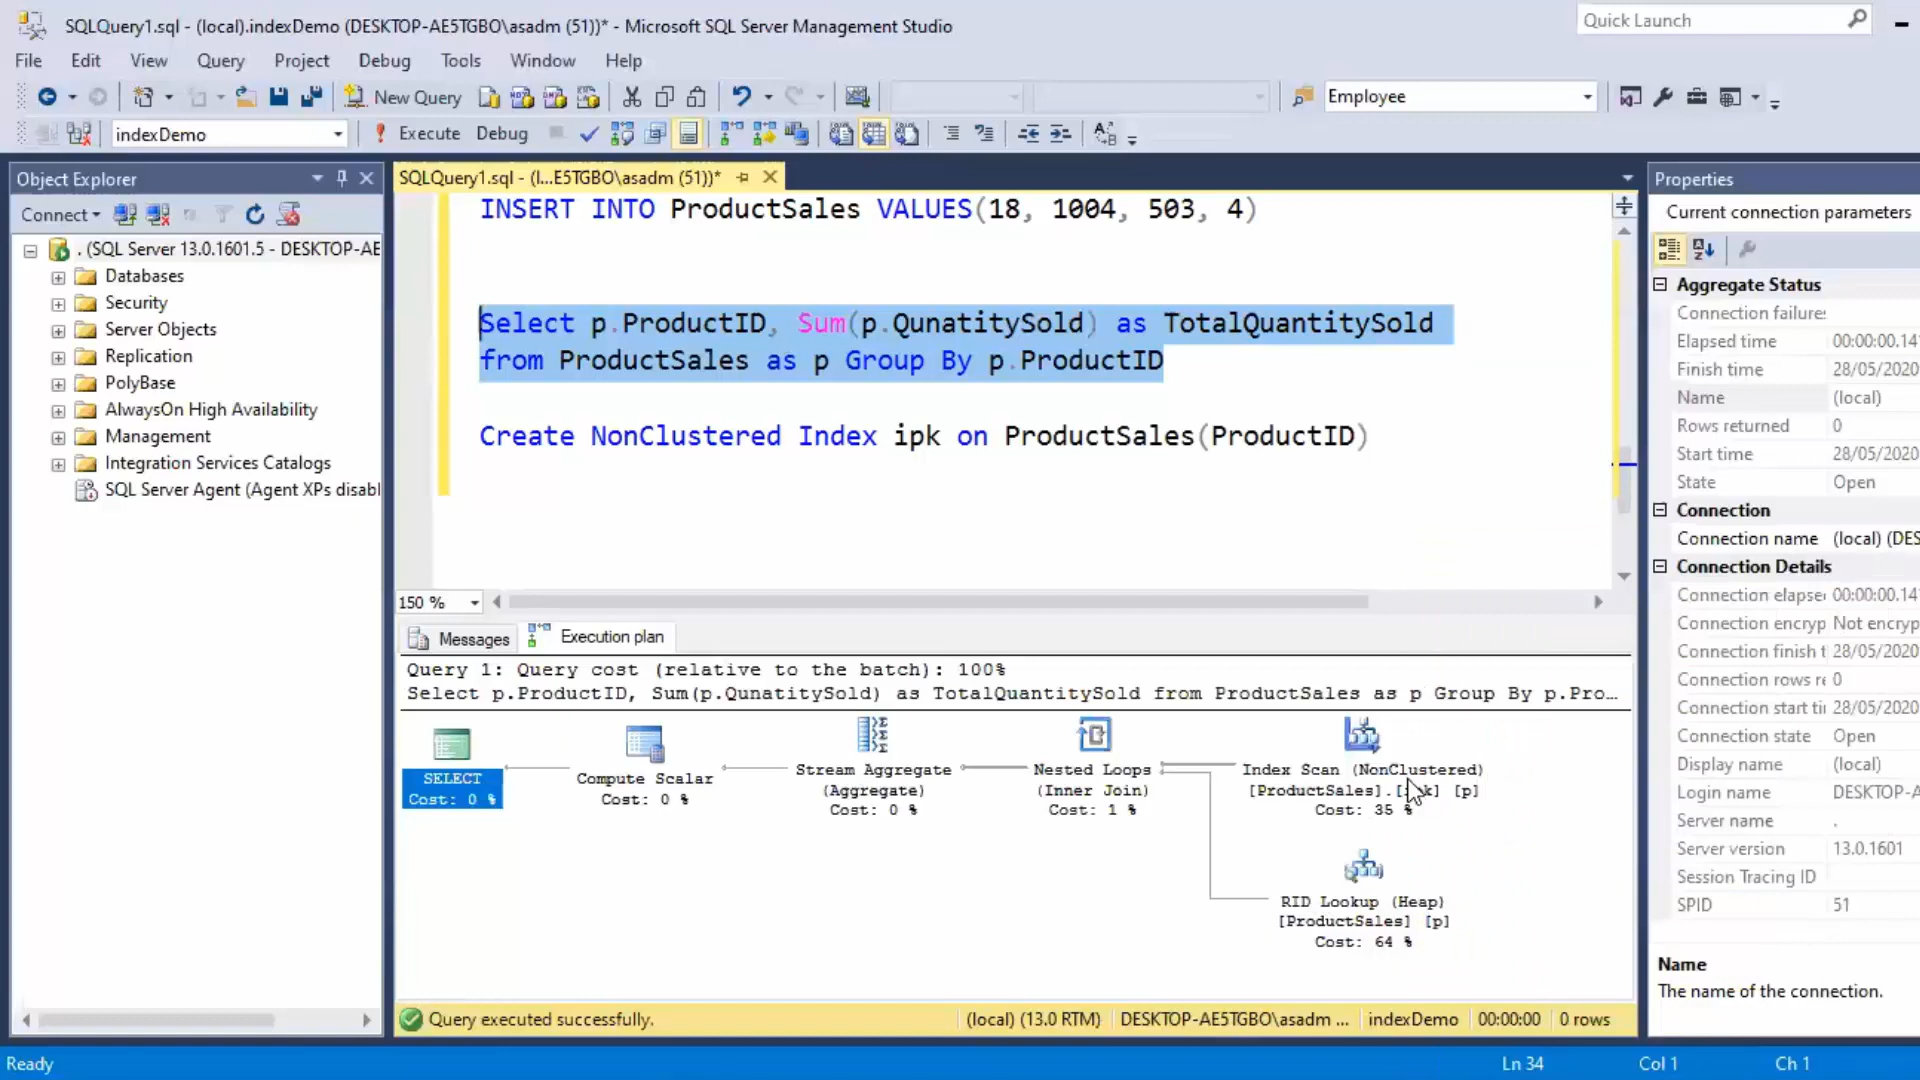 SQLQuery1.sql - (local).indexDemo (DESKTOP-AE5TGBO\asadm (51))* - Microsoft SQL Server Management Studio
Quick Launch
File Edit View Query Project Debug Tools Window Help
New Query
Employee
indexDemo
Execute Debug
Object Explorer
Connect
. (SQL Server 13.0.1601.5 - DESKTOP-AE
Databases
Security
Server Objects
Replication
PolyBase
AlwaysOn High Availability
Management
Integration Services Catalogs
SQL Server Agent (Agent XPs disabl
SQLQuery1.sql - (l...E5TGBO\asadm (51))*
INSERT INTO ProductSales VALUES(18, 1004, 503, 4)
Select p.ProductID, Sum(p.QunatitySold) as TotalQuantitySold
from ProductSales as p Group By p.ProductID
Create NonClustered Index ipk on ProductSales(ProductID)
150 %
Messages
Execution plan
Query 1: Query cost (relative to the batch): 100%
Select p.ProductID, Sum(p.QunatitySold) as TotalQuantitySold from ProductSales as p Group By p.Pro...
SELECT
Cost: 0 %
Compute Scalar
Cost: 0 %
Stream Aggregate
(Aggregate)
Cost: 0 %
Nested Loops
(Inner Join)
Cost: 1 %
Index Scan (NonClustered)
[ProductSales].[ipk] [p]
Cost: 35 %
RID Lookup (Heap)
[ProductSales] [p]
Cost: 64 %
Query executed successfully.
(local) (13.0 RTM)
DESKTOP-AE5TGBO\asadm ...
indexDemo
00:00:00
0 rows
Properties
Current connection parameters
Aggregate Status
Connection failures
Elapsed time 00:00:00.14
Finish time 28/05/2020
Name (local)
Rows returned 0
Start time 28/05/2020
State Open
Connection
Connection name (local) (DES
Connection Details
Connection elapse 00:00:00.14
Connection encryp Not encryp
Connection finish t 28/05/2020
Connection rows re 0
Connection start ti 28/05/2020
Connection state Open
Display name (local)
Login name DESKTOP-A
Server name .
Server version 13.0.1601
Session Tracing ID
SPID 51
Name
The name of the connection.
Ready
Ln 34
Col 1
Ch 1